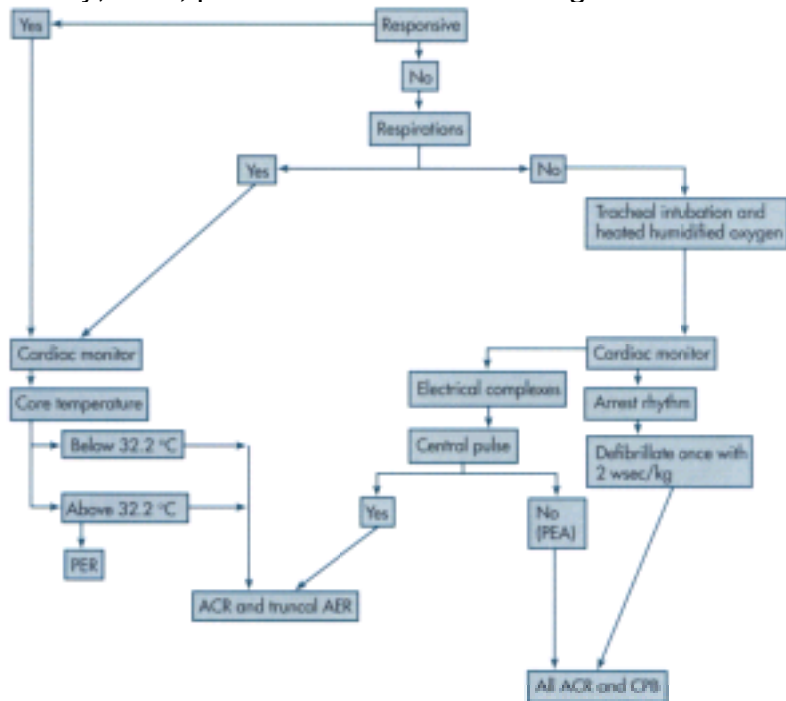 Yes
Responsive
No
Respirations
Yes
No
Tracheal intubation and
heated humidified oxygen
Cardiac monitor
Cardiac monitor
Core temperature
Electrical complexes
Arrest rhythm
Below 32.2 °C
Central pulse
Defibrillate once with
2 wsec/kg
Above 32.2 °C
Yes
No
(PEA)
PER
ACR and truncal AER
All ACR and CPB